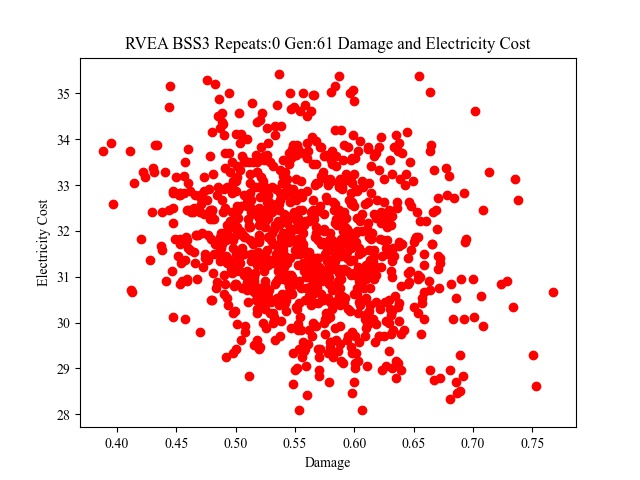 RVEA BSS3 Repeats:0 Gen:61 Damage and Electricity Cost
35
34
33
32
31
30
29
28
Electricity Cost
0.40 0.45 0.50 0.55 0.60 0.65 0.70 0.75
Damage